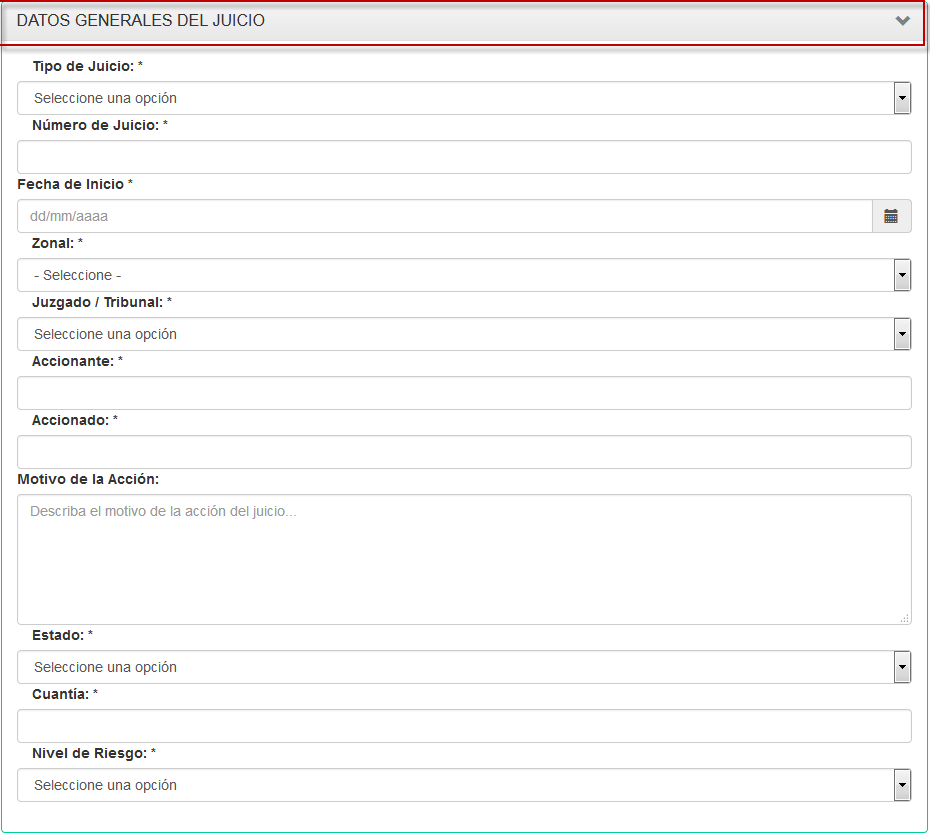 DATOS GENERALES DEL JUICIO
Tipo de Juicio: *
Seleccione una opción
Número de Juicio: *
Fecha de Inicio *
dd/mm/aaaa
Zonal: *
- Seleccione -
Juzgado / Tribunal: *
Seleccione una opción
Accionante: *
Accionado: *
Motivo de la Acción:
Describa el motivo de la acción del juicio...
Estado: *
Seleccione una opción
Cuantía: *
Nivel de Riesgo: *
Seleccione una opción